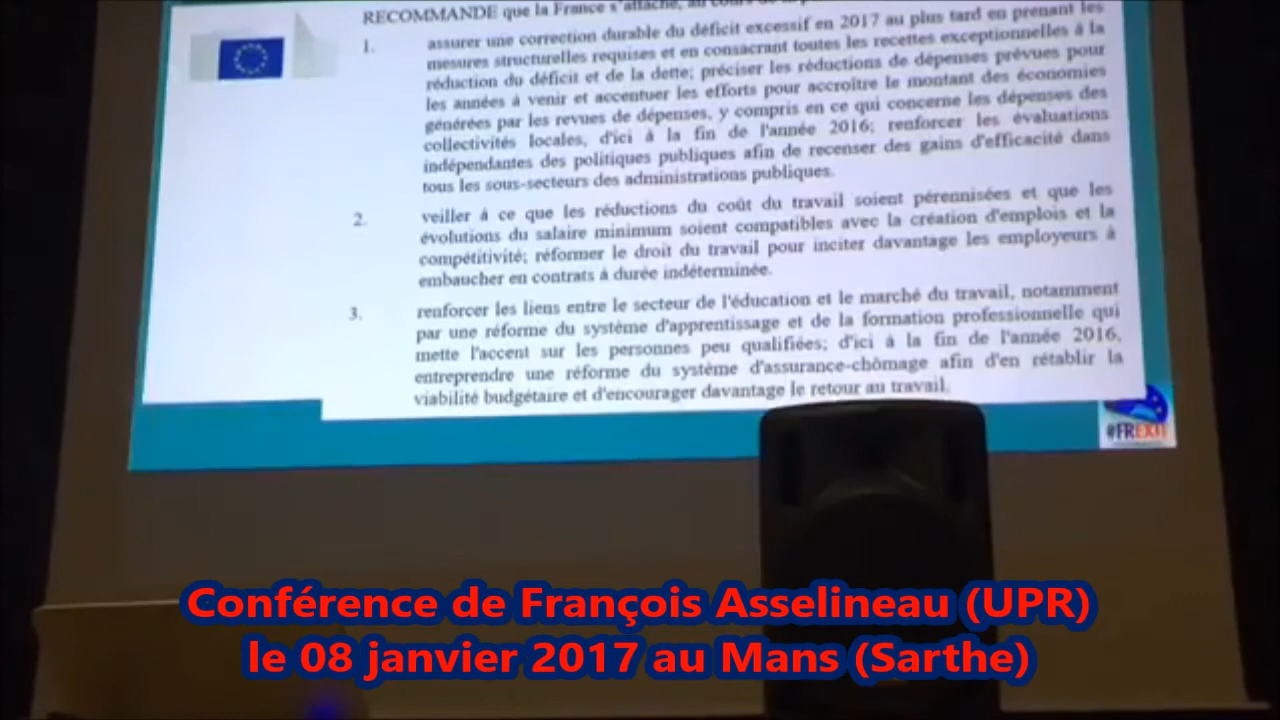 RECOMMANDE que la France s'attache, au cours de la
1. assurer une correction durable du déficit excessif en 2017 au plus tard en prenant les
mesures structurelles requises et en consacrant toutes les recettes exceptionnelles à la
réduction du déficit et de la dette; préciser les réductions de dépenses prévues pour
les années à venir et accentuer les efforts pour accroître le montant des économies
générées par les revues de dépenses, y compris en ce qui concerne les dépenses des
collectivités locales, d'ici à la fin de l'année 2016; renforcer les évaluations
indépendantes des politiques publiques afin de recenser des gains d'efficacité dans
tous les sous-secteurs des administrations publiques.
2. veiller à ce que les réductions du coût du travail soient pérennisées et que les
évolutions du salaire minimum soient compatibles avec la création d'emplois et la
compétitivité; réformer le droit du travail pour inciter davantage les employeurs à
embaucher en contrats à durée indéterminée.
3. renforcer les liens entre le secteur de l'éducation et le marché du travail, notamment
par une réforme du système d'apprentissage et de la formation professionnelle qui
mette l'accent sur les personnes peu qualifiées; d'ici à la fin de l'année 2016,
entreprendre une réforme du système d'assurance-chômage afin d'en rétablir la
viabilité budgétaire et d'encourager davantage le retour au travail.
#FREXIT
Conférence de François Asselineau (UPR)
le 08 janvier 2017 au Mans (Sarthe)